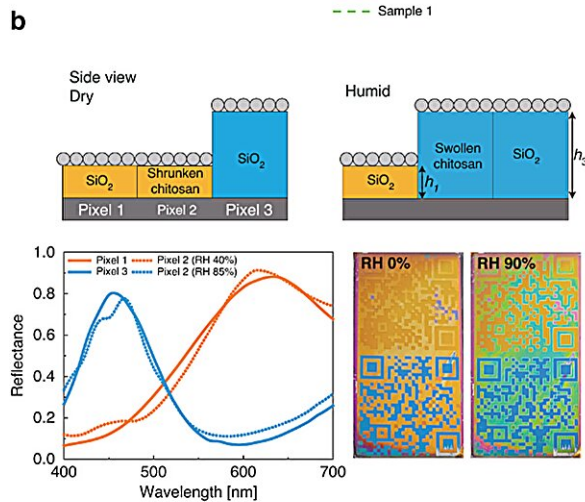 b
Sample 1
Side view
Dry
SiO₂
Shrunken
chitosan
SiO₂
Pixel 1
Pixel 2
Pixel 3
Humid
SiO₂
h₁
Swollen
chitosan
SiO₂
Pixel 1
Pixel 2 (RH 40%)
Pixel 3
Pixel 2 (RH 85%)
1.0
0.8
0.6
0.4
0.2
0.0
Reflectance
400
500
600
700
Wavelength [nm]
RH 0%
RH 90%